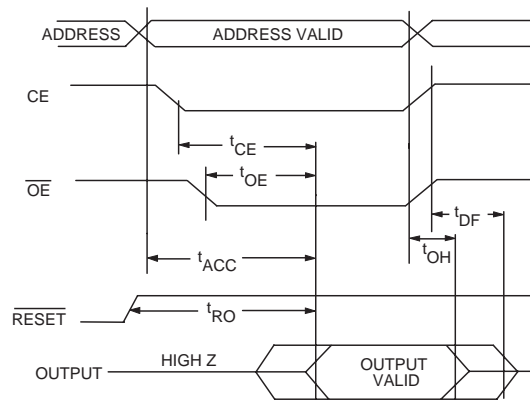 ADDRESS ADDRESS VALID
CE
tCE
OE
tOE
tDF
tOH
tACC
RESET
tRO
OUTPUT HIGH Z OUTPUT VALID